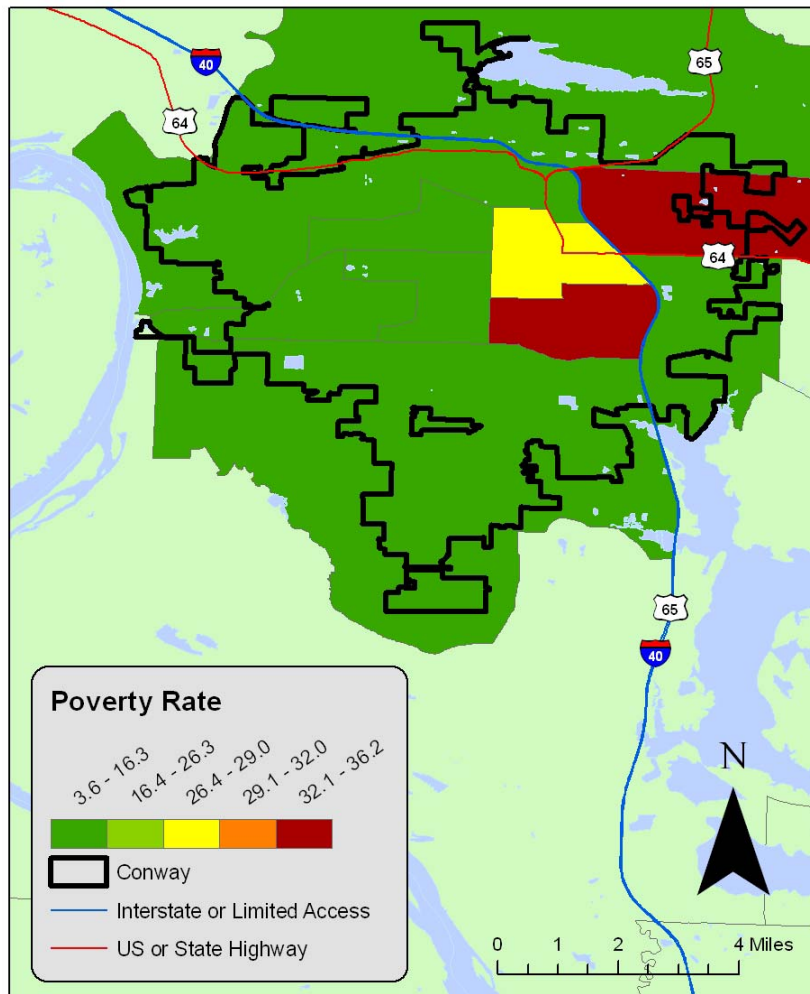 40
65
64
64
65
40
N
Poverty Rate
3.6 - 16.3
16.4 - 26.3
26.4 - 29.0
29.1 - 32.0
32.1 - 36.2
Conway
Interstate or Limited Access
US or State Highway
0 1 2 4 Miles